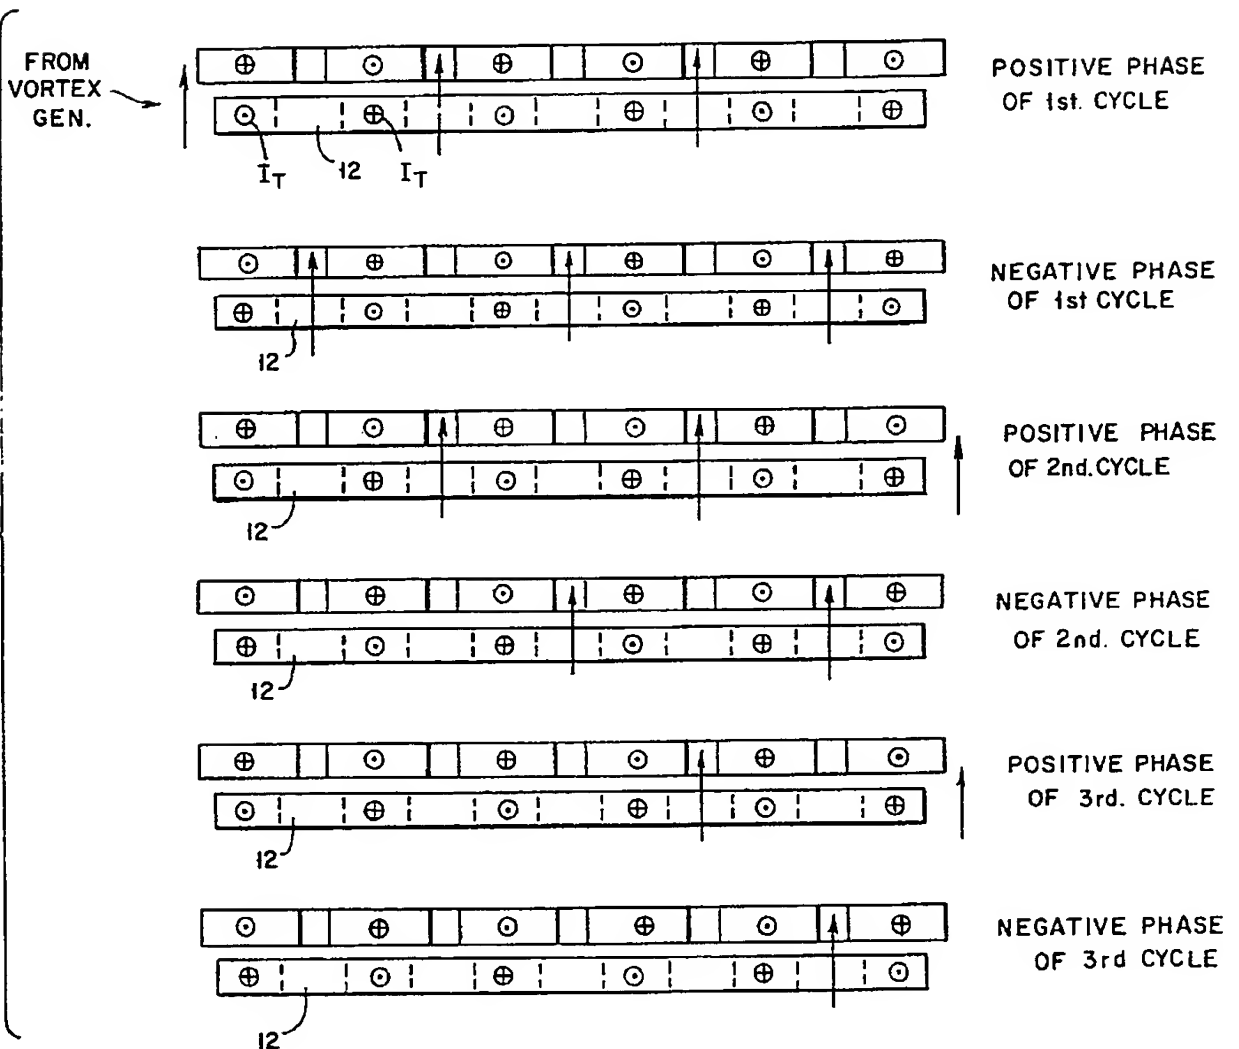 FROM
VORTEX
GEN.
POSITIVE PHASE
OF 1st. CYCLE
I_T
12
I_T
NEGATIVE PHASE
OF 1st CYCLE
12
POSITIVE PHASE
OF 2nd. CYCLE
12
NEGATIVE PHASE
OF 2nd. CYCLE
12
POSITIVE PHASE
OF 3rd. CYCLE
12
NEGATIVE PHASE
OF 3rd CYCLE
12